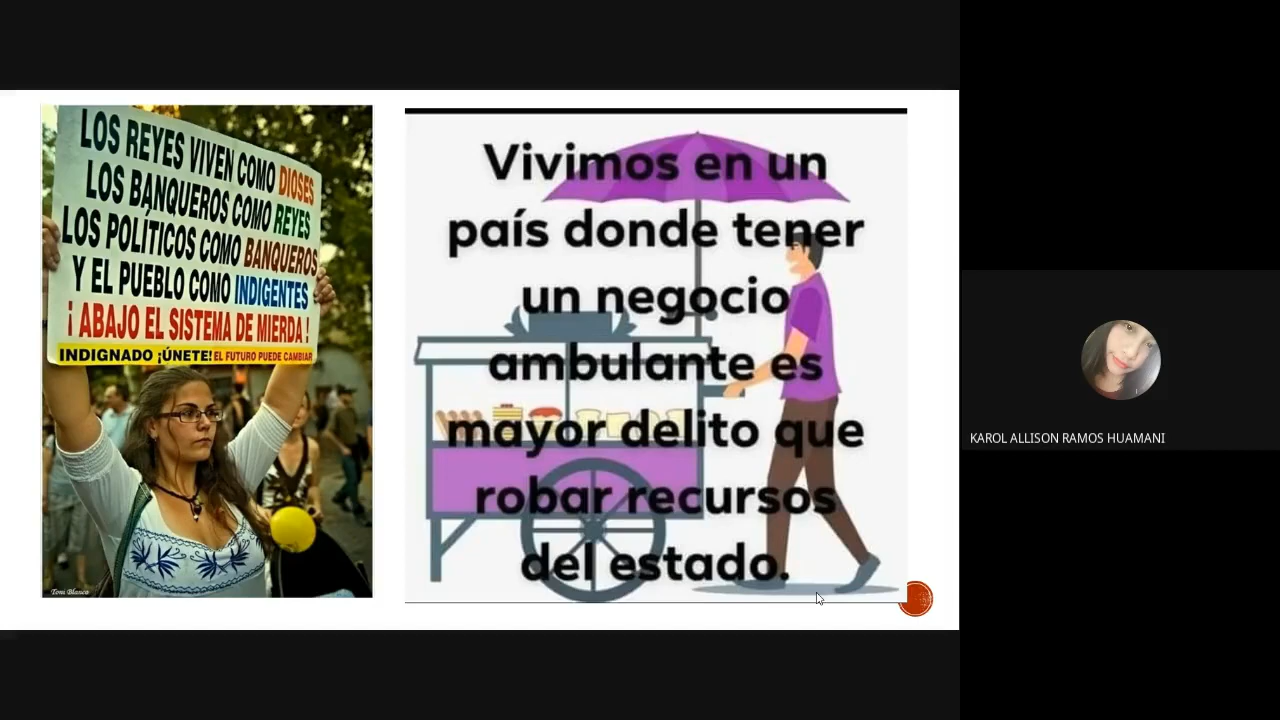 LOS REYES VIVEN COMO DIOSES
LOS BANQUEROS COMO REYES
LOS POLÍTICOS COMO BANQUEROS
Y EL PUEBLO COMO INDIGENTES
¡ ABAJO EL SISTEMA DE MIERDA !
INDIGNADO ¡ÚNETE! EL FUTURO PUEDE CAMBIAR
Toni Blanco
Vivimos en un
país donde tener
un negocio
ambulante es
mayor delito que
robar recursos
del estado.
KAROL ALLISON RAMOS HUAMANI